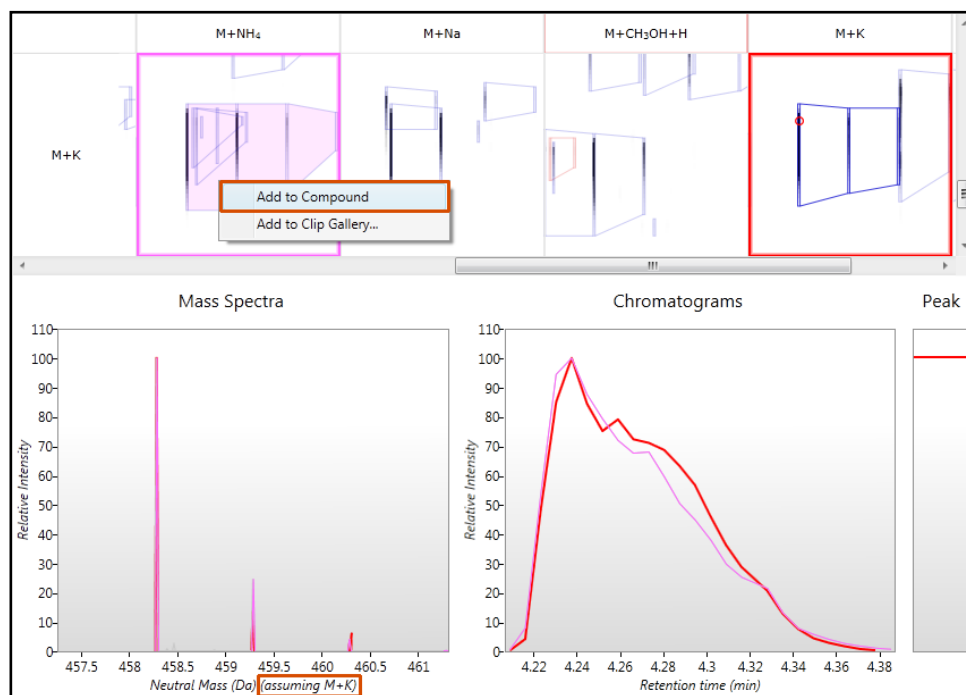 M+NH₄ M+Na M+CH₃OH+H M+K
M+K
Add to Compound
Add to Clip Gallery...
Mass Spectra
110
100
90
80
70
60
50
40
30
20
10
0
Relative Intensity
457.5 458 458.5 459 459.5 460 460.5 461
Neutral Mass (Da) (assuming M+K)
Chromatograms
110
100
90
80
70
60
50
40
30
20
10
0
Relative Intensity
4.22 4.24 4.26 4.28 4.3 4.32 4.34 4.36 4.38
Retention time (min)
Peak